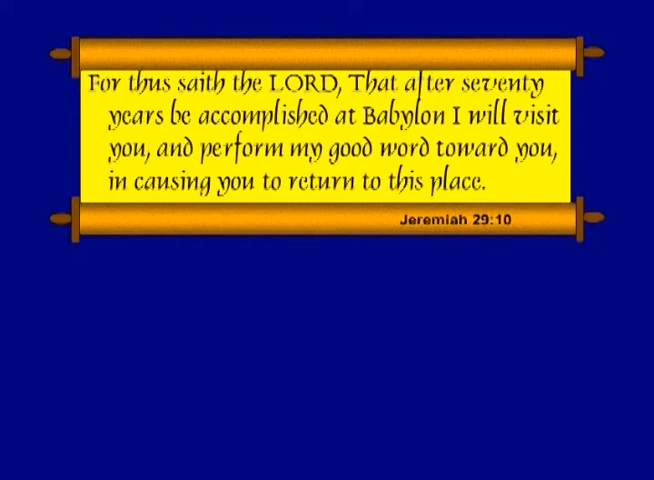 For thus saith the LORD, That after seventy
years be accomplished at Babylon I will visit
you, and perform my good word toward you,
in causing you to return to this place.
Jeremiah 29:10